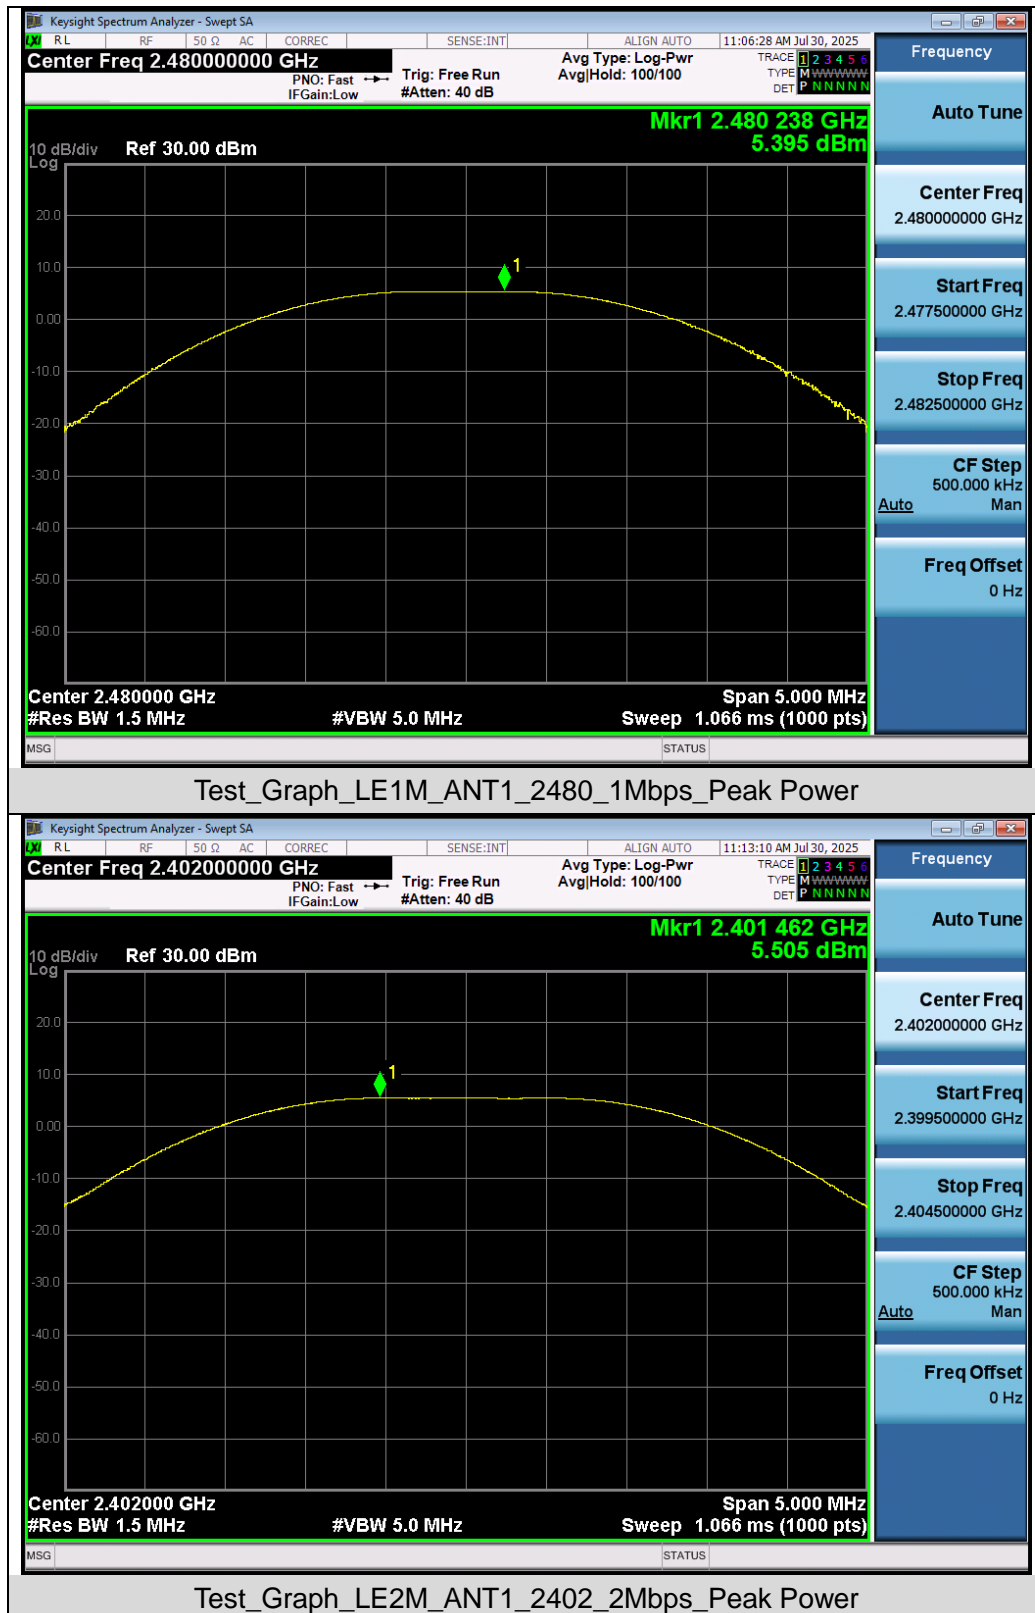 Keysight Spectrum Analyzer - Swept SA
LXI RL RF 50 Ω AC CORREC SENSE:INT ALIGN AUTO 11:06:28 AM Jul 30, 2025
Center Freq 2.480000000 GHz
Avg Type: Log-Pwr
TRACE 1 2 3 4 5 6
PNO: Fast
Trig: Free Run
Avg|Hold: 100/100
TYPE M WWWWW
IFGain:Low
#Atten: 40 dB
DET P NNNNN
Mkr1 2.480 238 GHz
5.395 dBm
10 dB/div Ref 30.00 dBm
Log
20.0
10.0
1
0.00
-10.0
-20.0
-30.0
-40.0
-50.0
-60.0
Center 2.480000 GHz
Span 5.000 MHz
#Res BW 1.5 MHz
#VBW 5.0 MHz
Sweep 1.066 ms (1000 pts)
MSG
STATUS
Frequency
Auto Tune
Center Freq
2.480000000 GHz
Start Freq
2.477500000 GHz
Stop Freq
2.482500000 GHz
CF Step
500.000 kHz
Auto Man
Freq Offset
0 Hz
Test_Graph_LE1M_ANT1_2480_1Mbps_Peak Power
Keysight Spectrum Analyzer - Swept SA
LXI RL RF 50 Ω AC CORREC SENSE:INT ALIGN AUTO 11:13:10 AM Jul 30, 2025
Center Freq 2.402000000 GHz
Avg Type: Log-Pwr
TRACE 1 2 3 4 5 6
PNO: Fast
Trig: Free Run
Avg|Hold: 100/100
TYPE M WWWWW
IFGain:Low
#Atten: 40 dB
DET P NNNNN
Mkr1 2.401 462 GHz
5.505 dBm
10 dB/div Ref 30.00 dBm
Log
20.0
10.0
1
0.00
-10.0
-20.0
-30.0
-40.0
-50.0
-60.0
Center 2.402000 GHz
Span 5.000 MHz
#Res BW 1.5 MHz
#VBW 5.0 MHz
Sweep 1.066 ms (1000 pts)
MSG
STATUS
Frequency
Auto Tune
Center Freq
2.402000000 GHz
Start Freq
2.399500000 GHz
Stop Freq
2.404500000 GHz
CF Step
500.000 kHz
Auto Man
Freq Offset
0 Hz
Test_Graph_LE2M_ANT1_2402_2Mbps_Peak Power